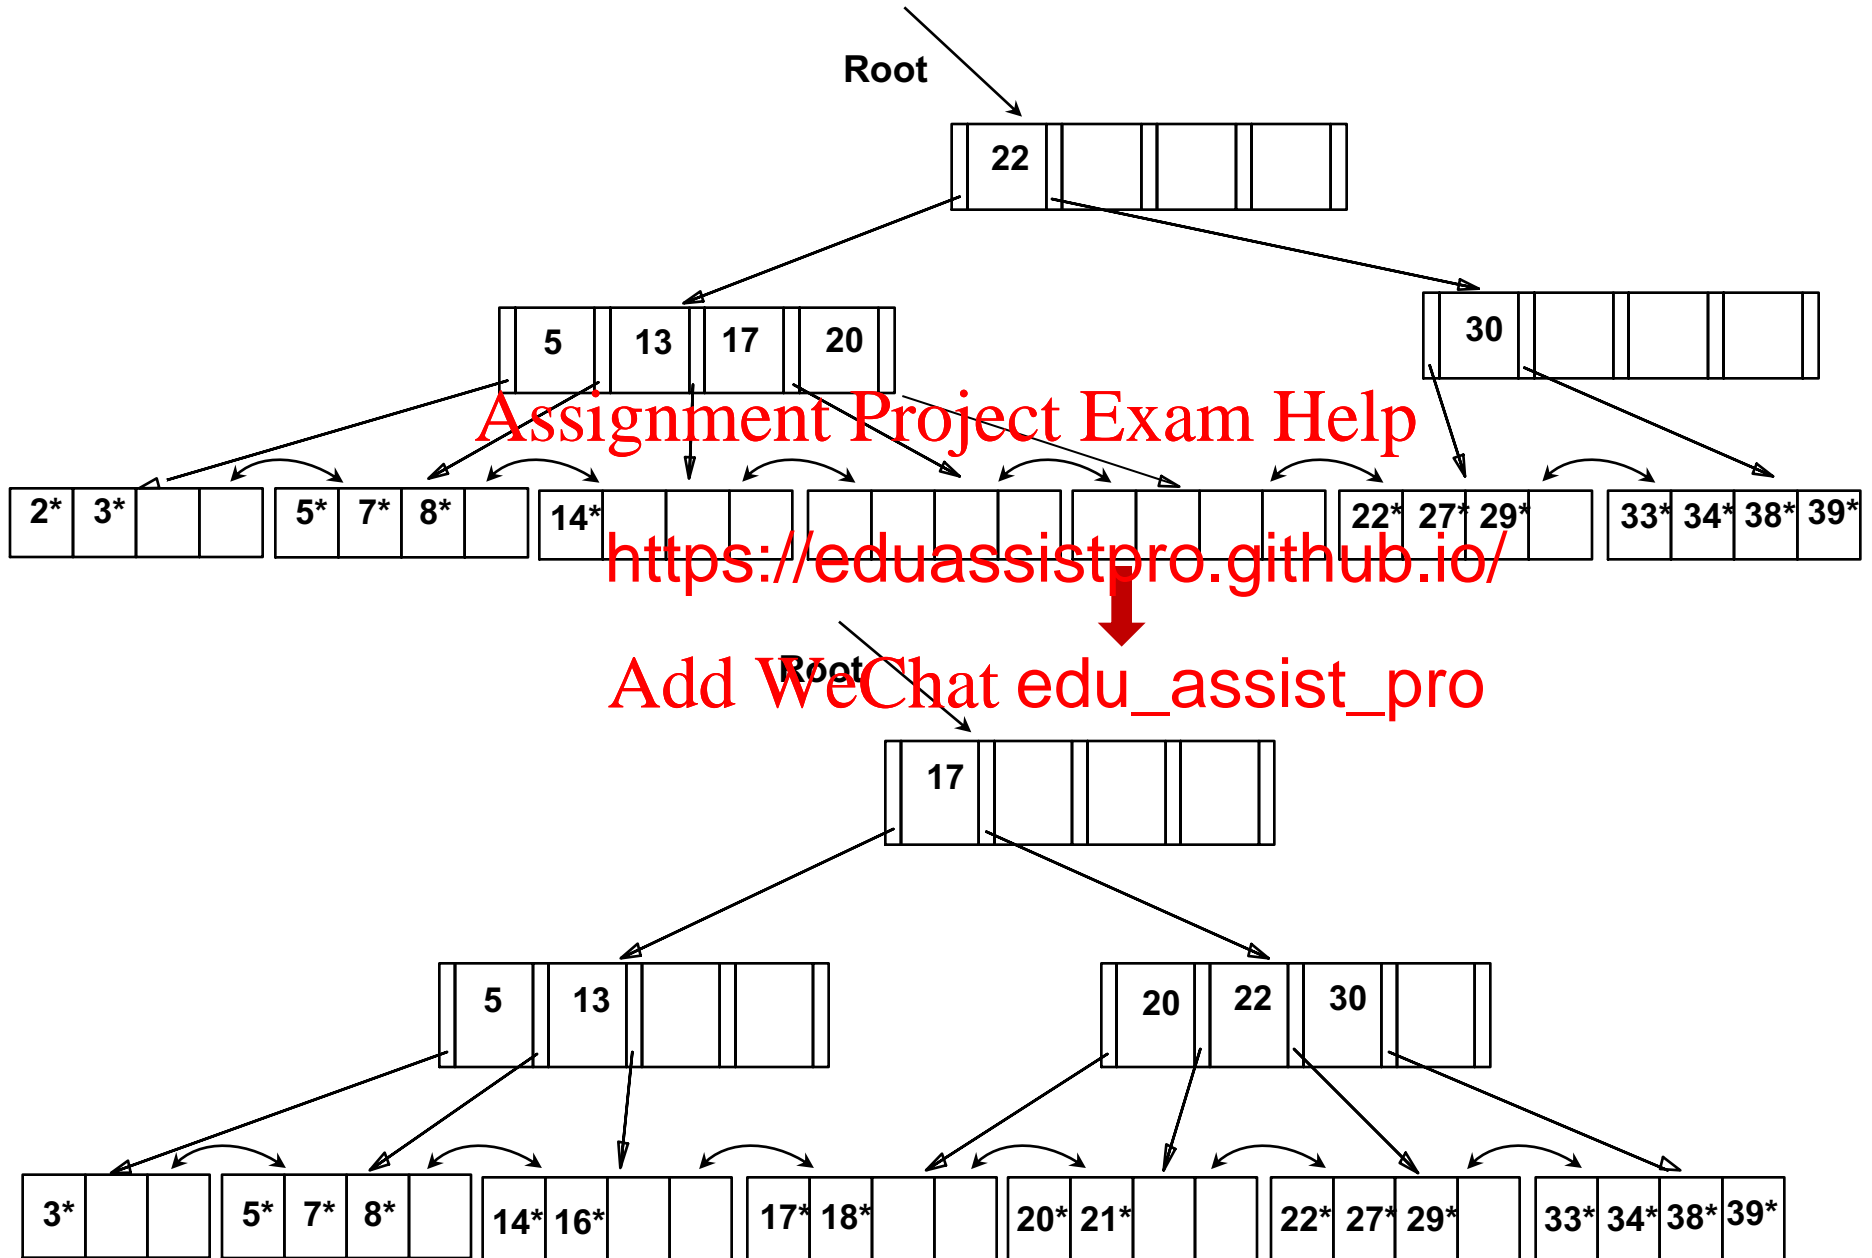 Root
22
5 13 17 20
30
Assignment Project Exam Help
2* 3*
5* 7* 8*
14*
22* 27* 29*
33* 34* 38* 39*
https://eduassistpro.github.io/
Root
Add WeChat edu_assist_pro
17
5 13
20 22 30
3*
5* 7* 8*
14* 16*
17* 18*
20* 21*
22* 27* 29*
33* 34* 38* 39*